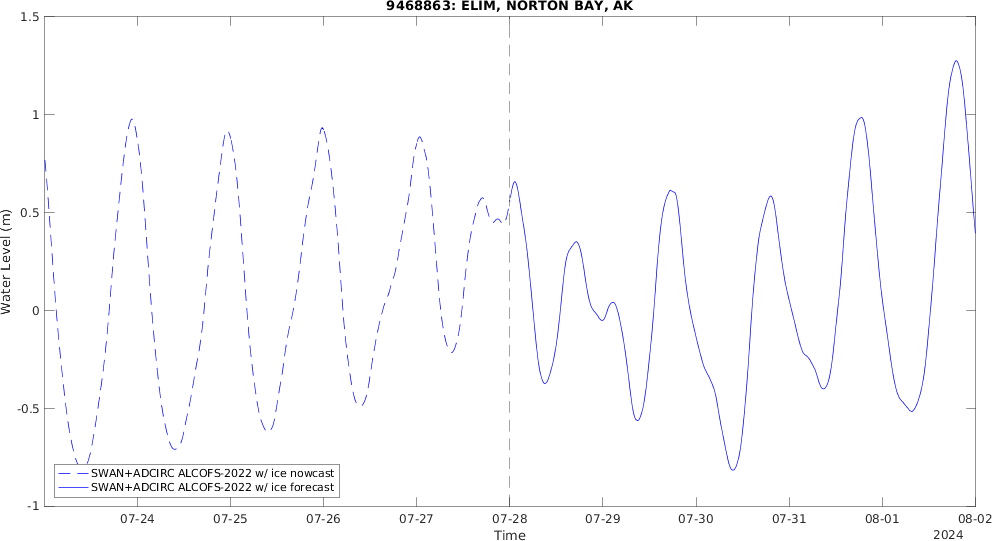 9468863: ELIM, NORTON BAY, AK
1.5
1
0.5
0
-0.5
-1
Water Level (m)
SWAN+ADCIRC ALCOFS-2022 w/ ice nowcast
SWAN+ADCIRC ALCOFS-2022 w/ ice forecast
07-24 07-25 07-26 07-27 07-28 07-29 07-30 07-31 08-01 08-02
Time
2024